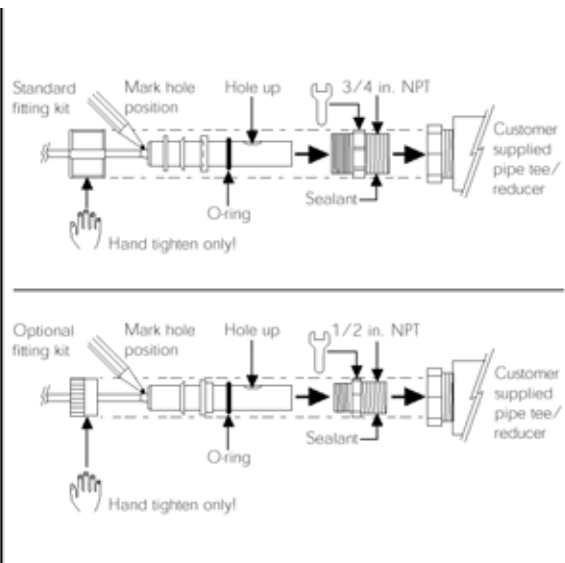 Standard
fitting kit
Mark hole
position
Hole up
3/4 in. NPT
Customer
supplied
pipe tee/
reducer
Sealant
O-ring
Hand tighten only!
Optional
fitting kit
Mark hole
position
Hole up
1/2 in. NPT
Customer
supplied
pipe tee/
reducer
Sealant
O-ring
Hand tighten only!